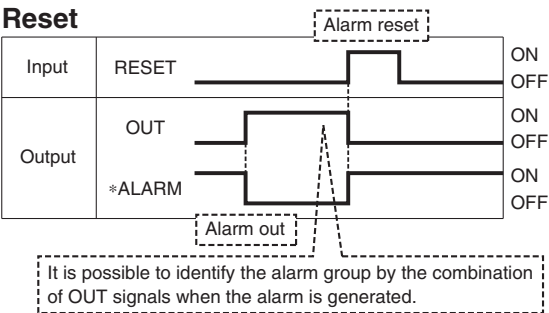 Reset
Alarm reset
Input RESET ON
OFF
Output OUT ON
OFF
*ALARM ON
OFF
Alarm out
It is possible to identify the alarm group by the combination
of OUT signals when the alarm is generated.